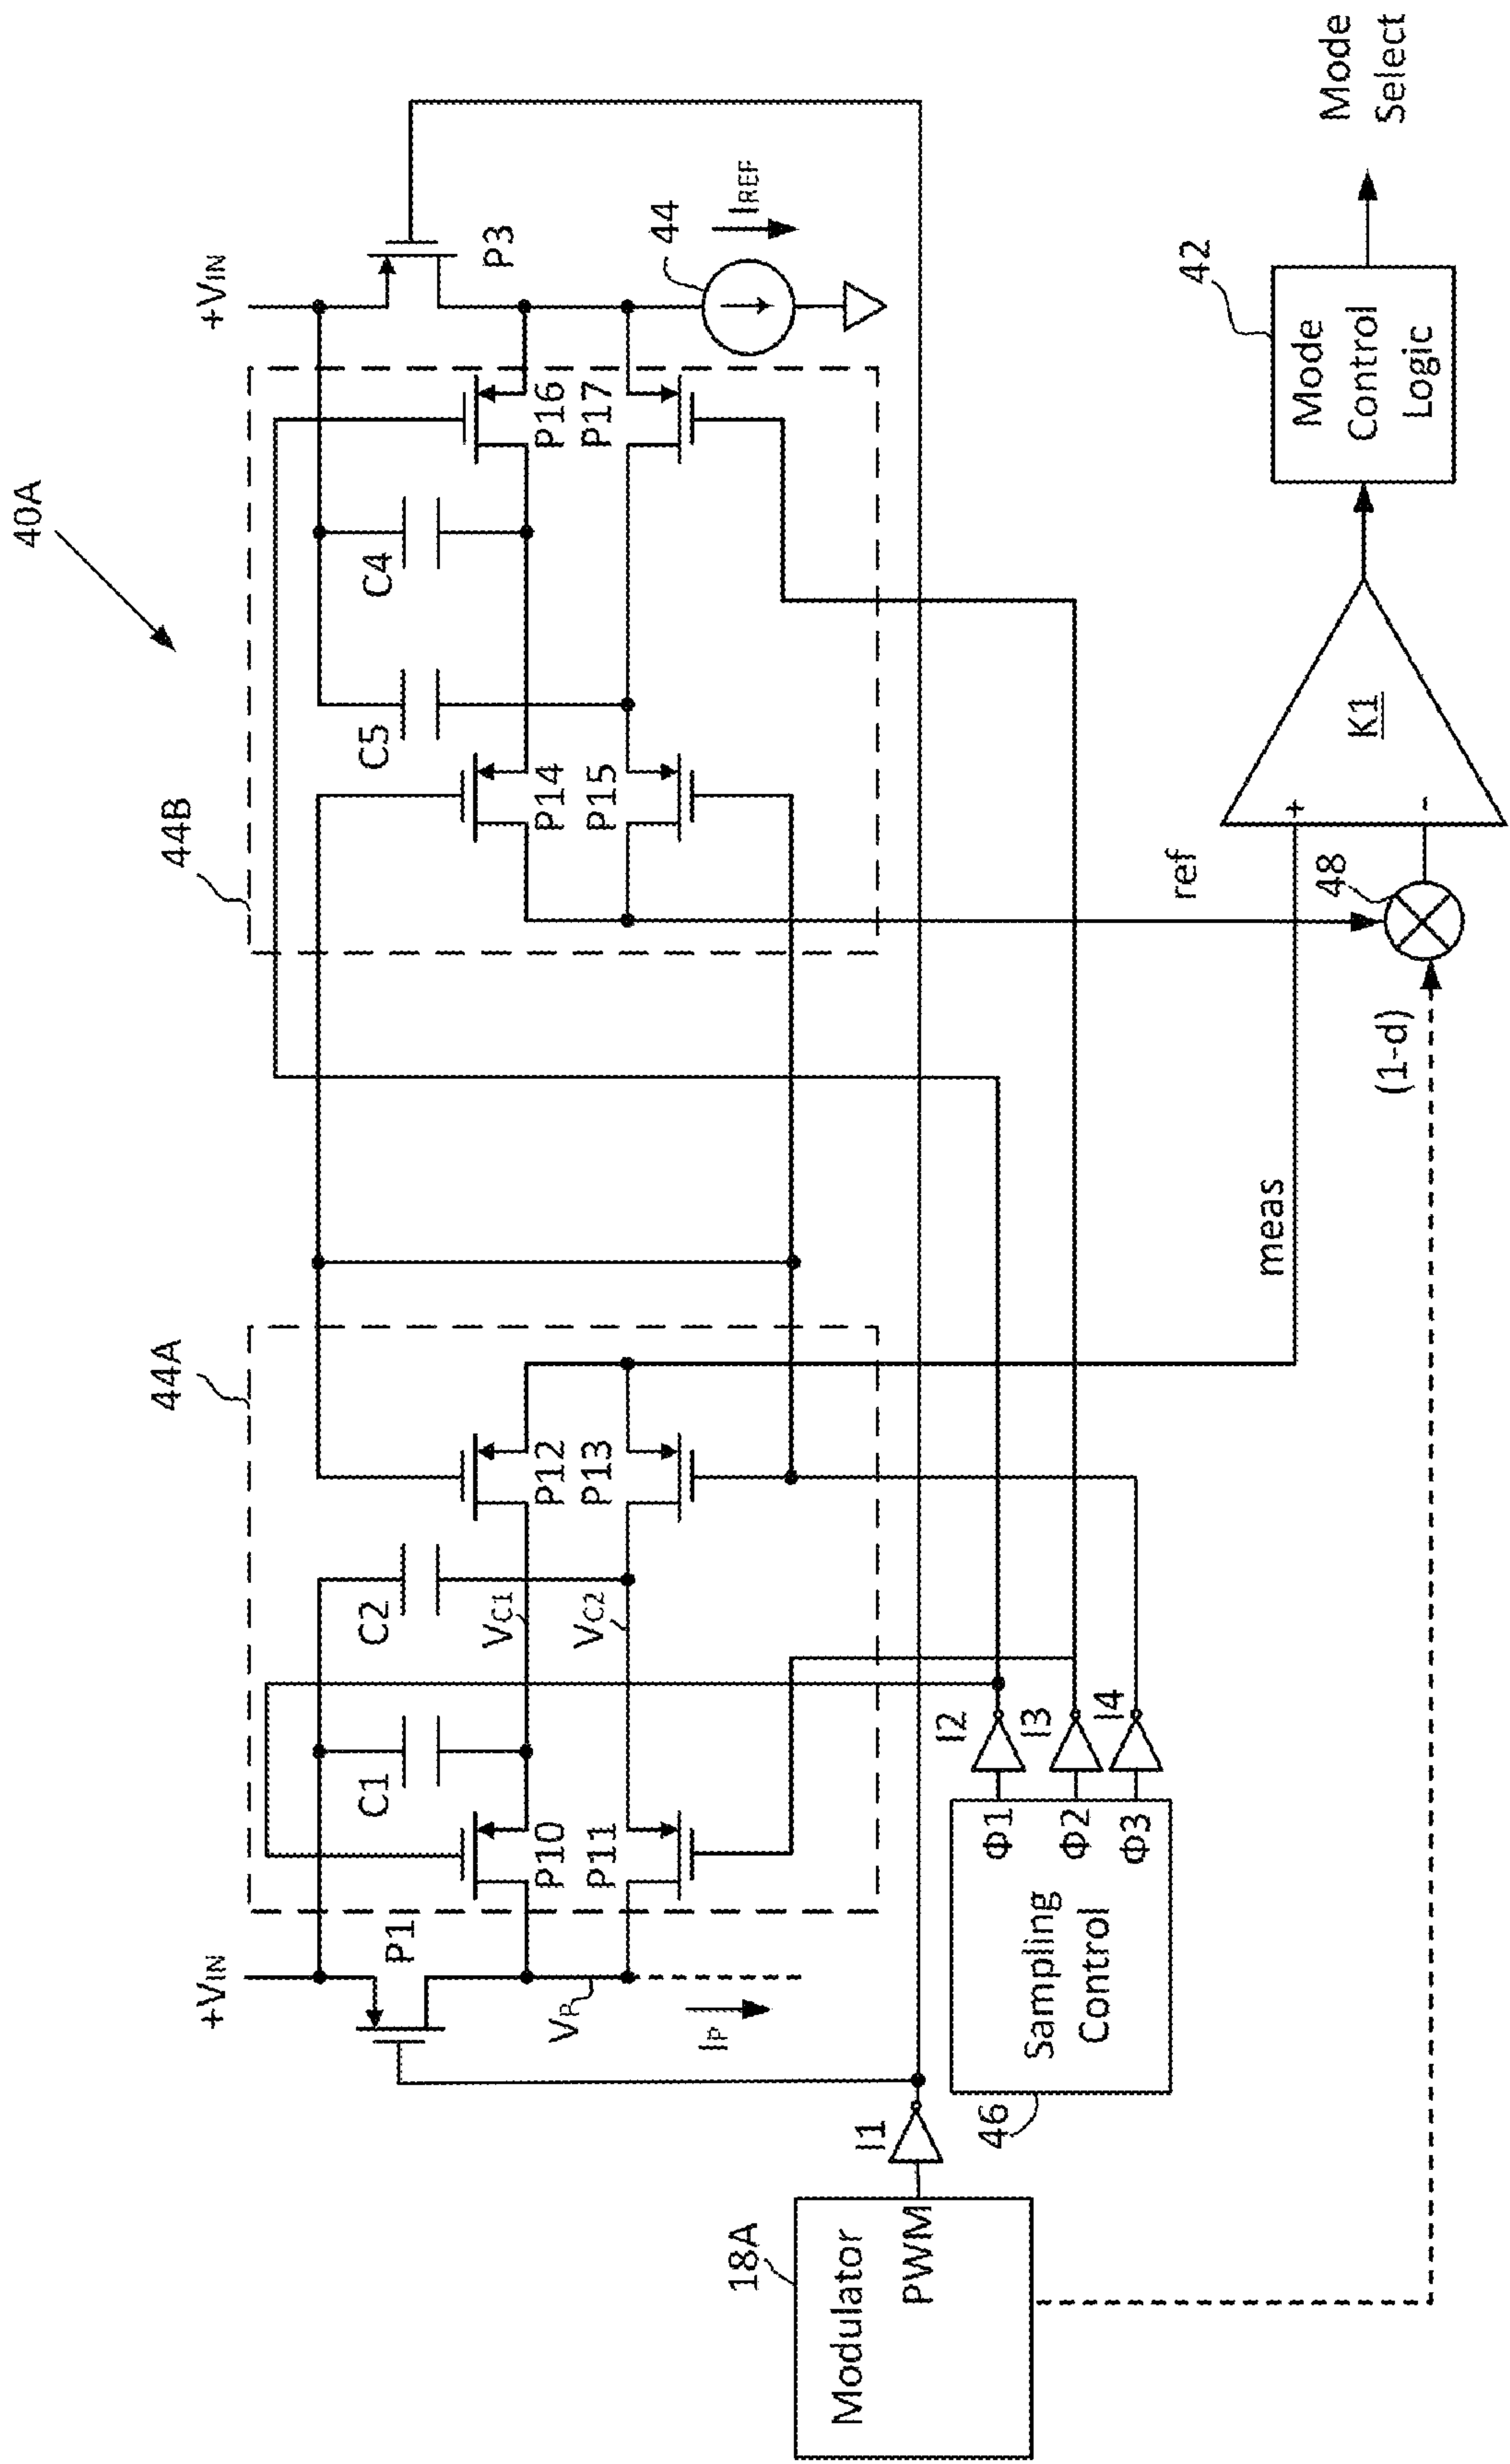 40A
44A
44B
+VIN
P1
C1
C2
P10
P11
VC1
VC2
P12
P13
VR
IP
C5
C4
P14
P15
P16
P17
+VIN
P3
44
IREF
18A
Modulator
PWM
I1
46
Sampling
Control
Φ1
Φ2
Φ3
I2
I3
I4
meas
ref
(1-d)
48
+
-
K1
42
Mode
Control
Logic
Mode
Select